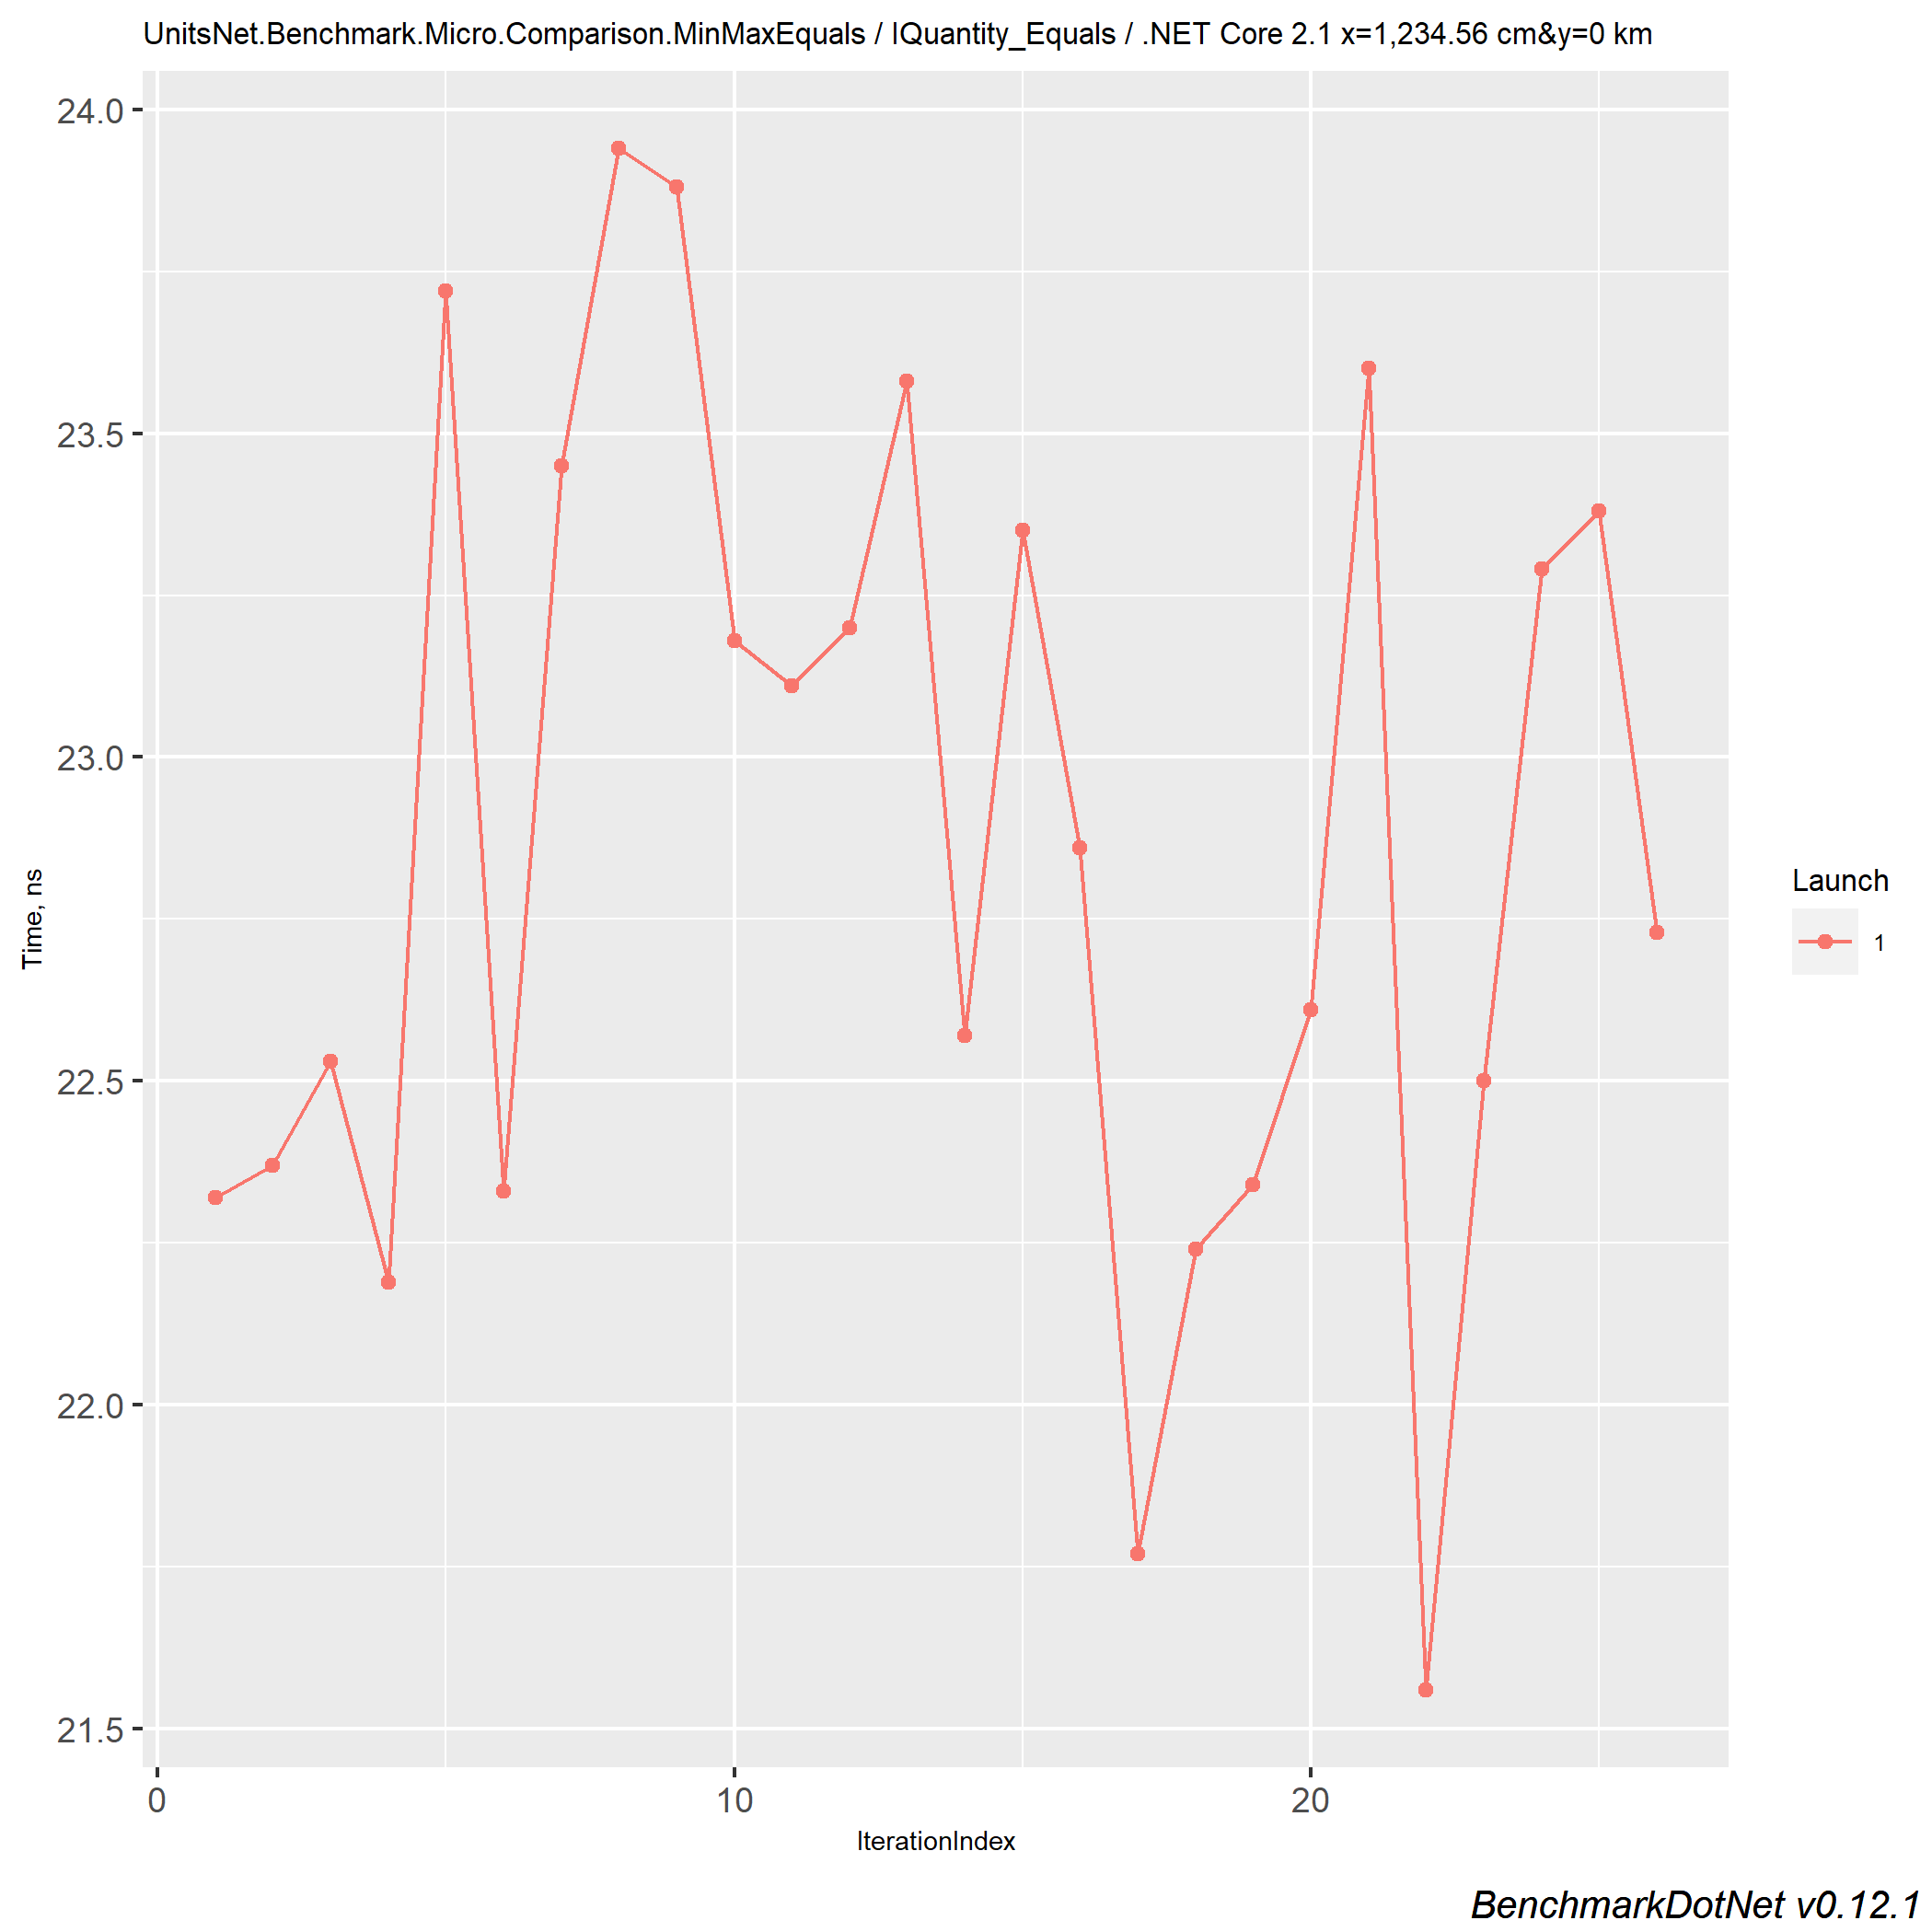 UnitsNet.Benchmark.Micro.Comparison.MinMaxEquals / IQuantity_Equals / .NET Core 2.1 x=1,234.56 cm&y=0 km
24.0
23.5
23.0
22.5
22.0
21.5
Time, ns
0 10 20
IterationIndex
Launch
1
BenchmarkDotNet v0.12.1